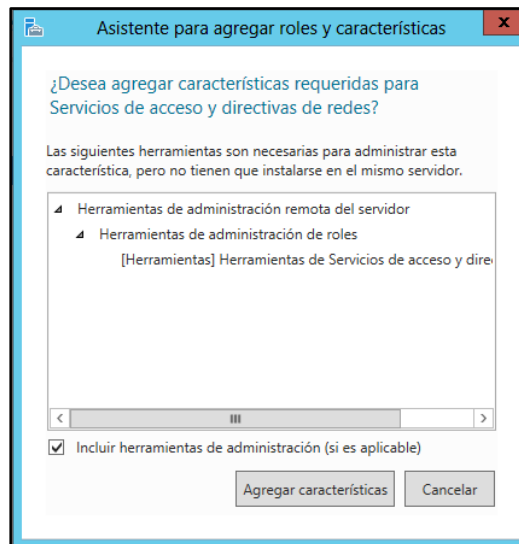 Asistente para agregar roles y características
x
¿Desea agregar características requeridas para
Servicios de acceso y directivas de redes?
Las siguientes herramientas son necesarias para administrar esta
característica, pero no tienen que instalarse en el mismo servidor.
Herramientas de administración remota del servidor
Herramientas de administración de roles
[Herramientas] Herramientas de Servicios de acceso y dire
Incluir herramientas de administración (si es aplicable)
Agregar características Cancelar